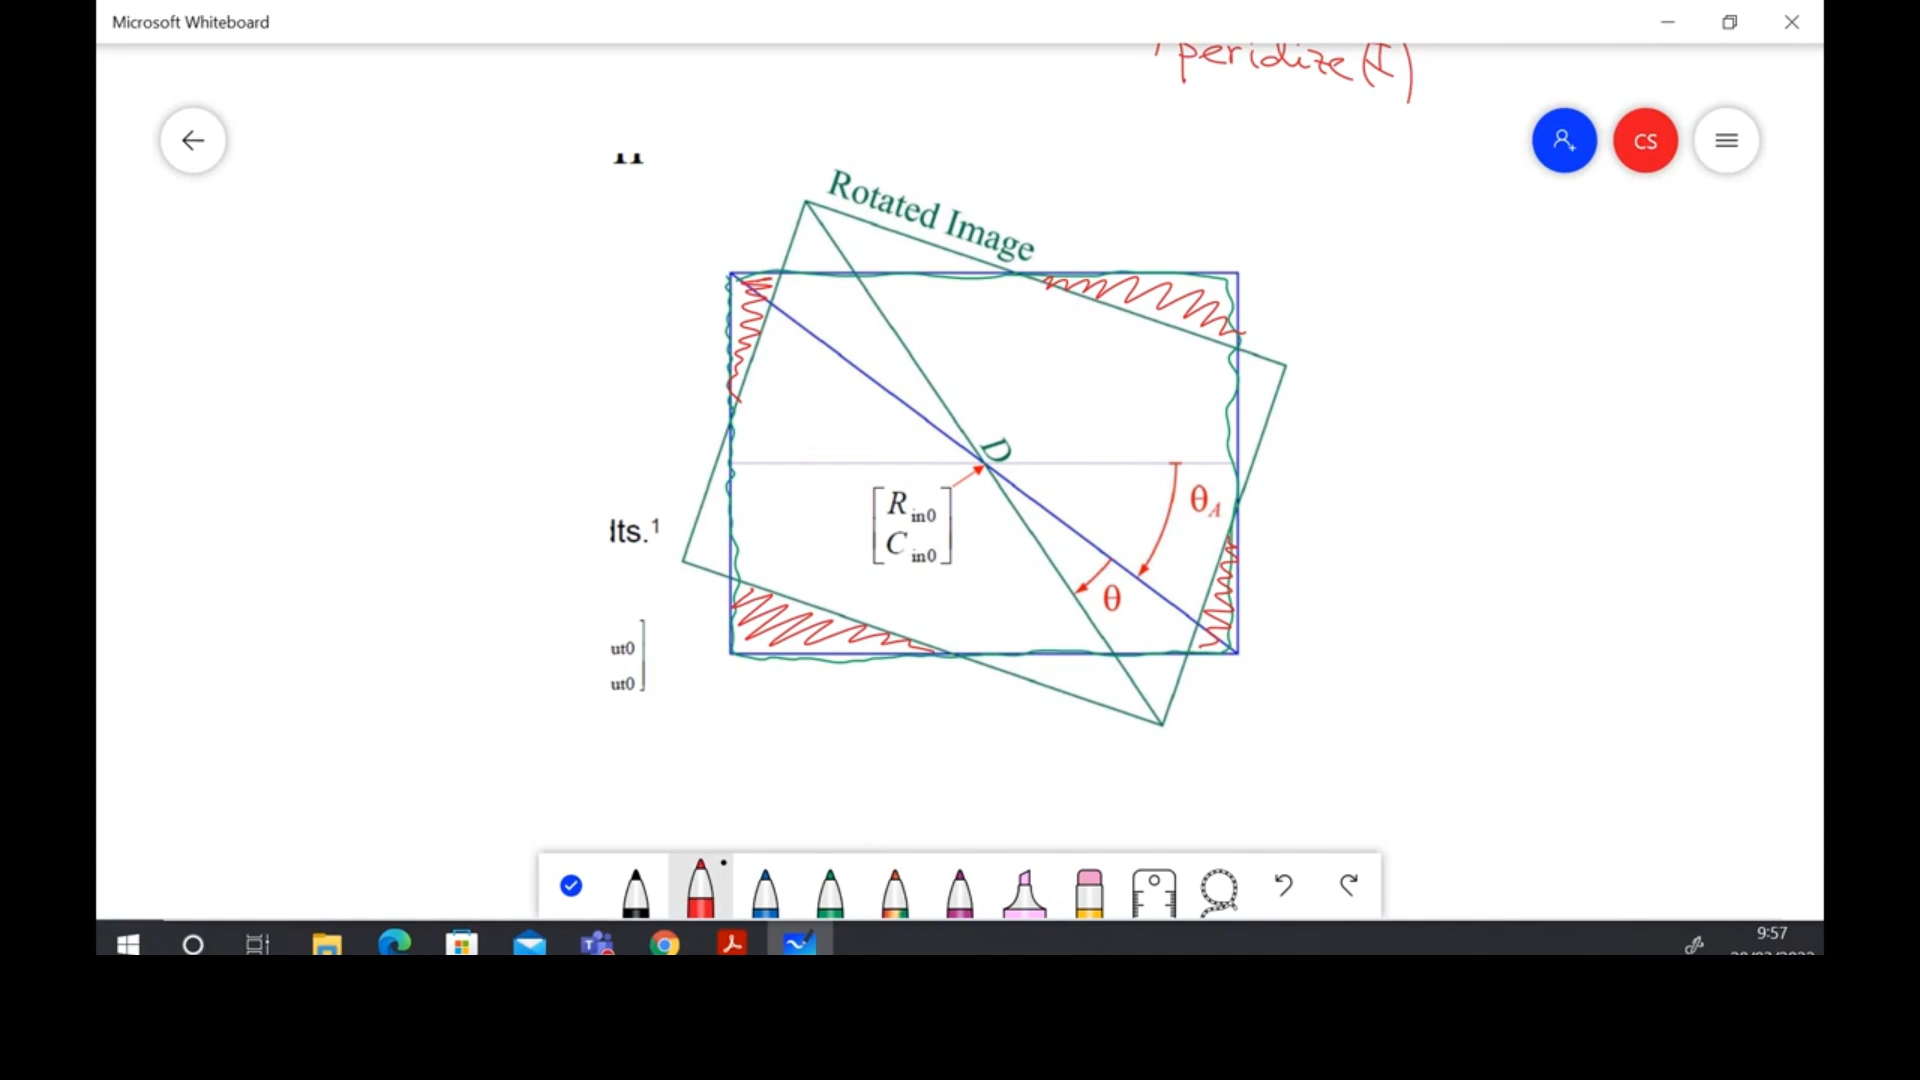 Microsoft Whiteboard
peridize(I)
CS
Rotated Image
D
θA
R in0
C in0
θ
lts.1
ut0
ut0
9:57